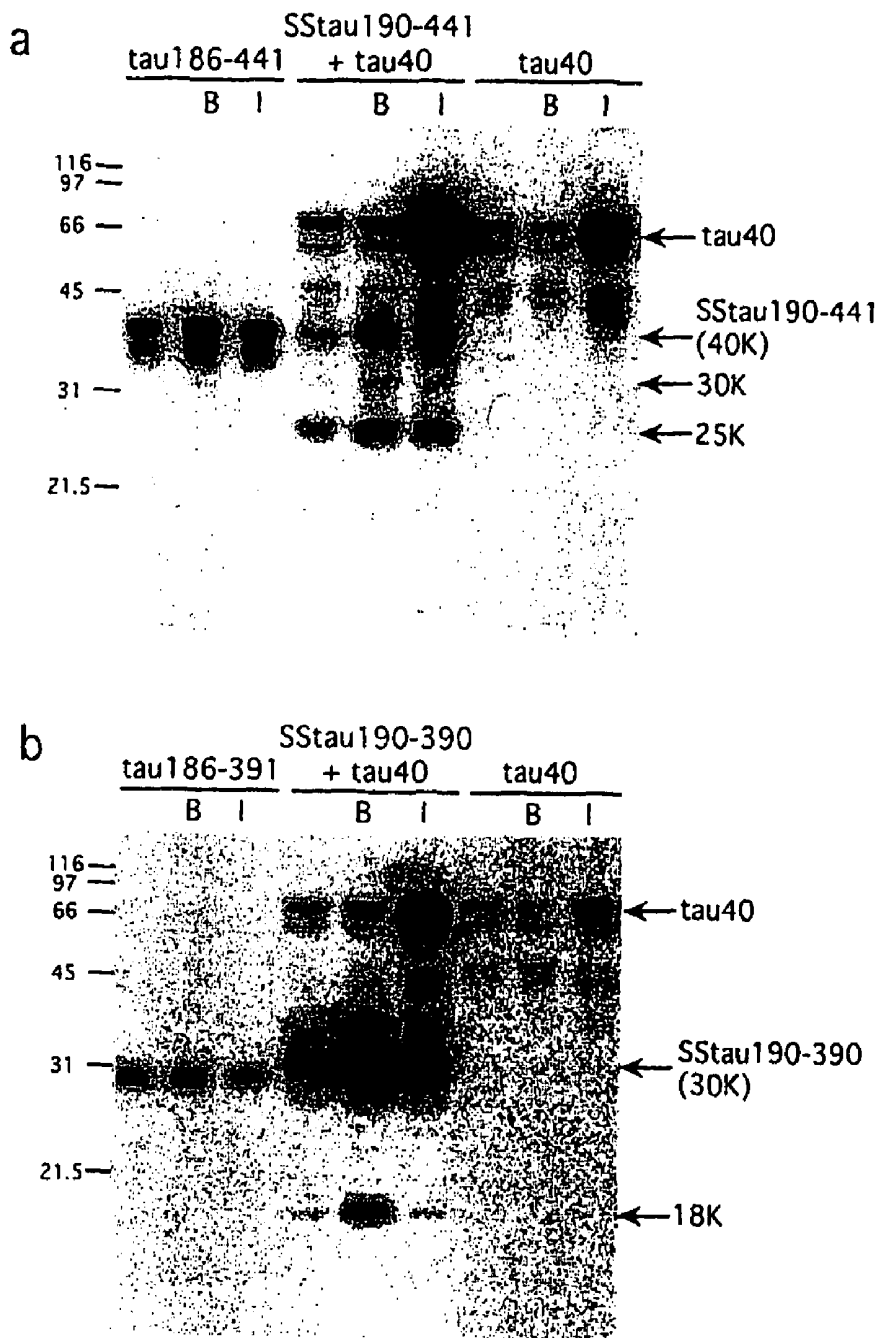 a
SStau190-441
tau186-441 + tau40 tau40
B I B I B I
116
97
66
45
31
21.5
tau40
SStau190-441
(40K)
30K
25K
b
SStau190-390
tau186-391 + tau40 tau40
B I B I B I
116
97
66
45
31
21.5
tau40
SStau190-390
(30K)
18K